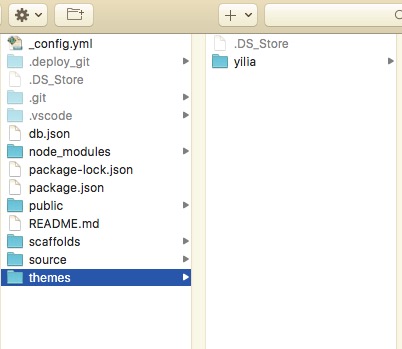 _config.yml
.deploy_git
.DS_Store
.git
.vscode
db.json
node_modules
package-lock.json
package.json
public
README.md
scaffolds
source
themes
.DS_Store
yilia